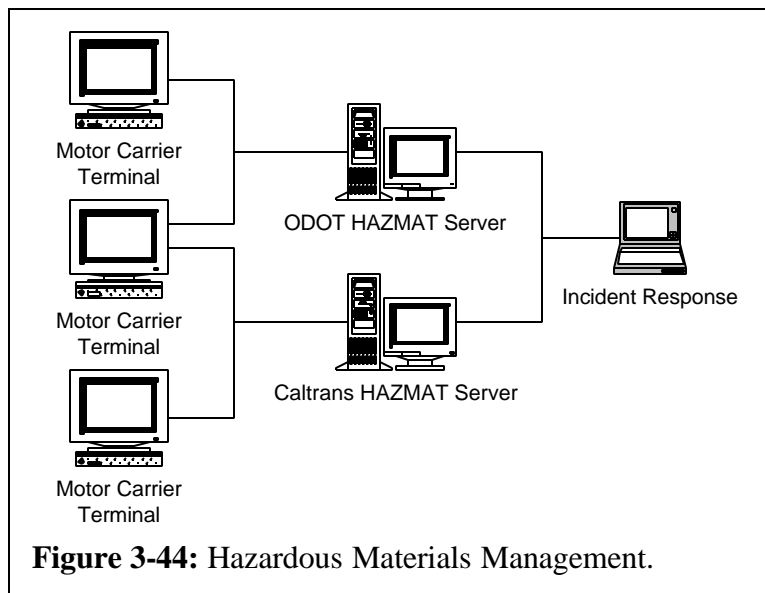 Motor Carrier
Terminal
ODOT HAZMAT Server
Motor Carrier
Terminal
Incident Response
Caltrans HAZMAT Server
Motor Carrier
Terminal
Figure 3-44: Hazardous Materials Management.